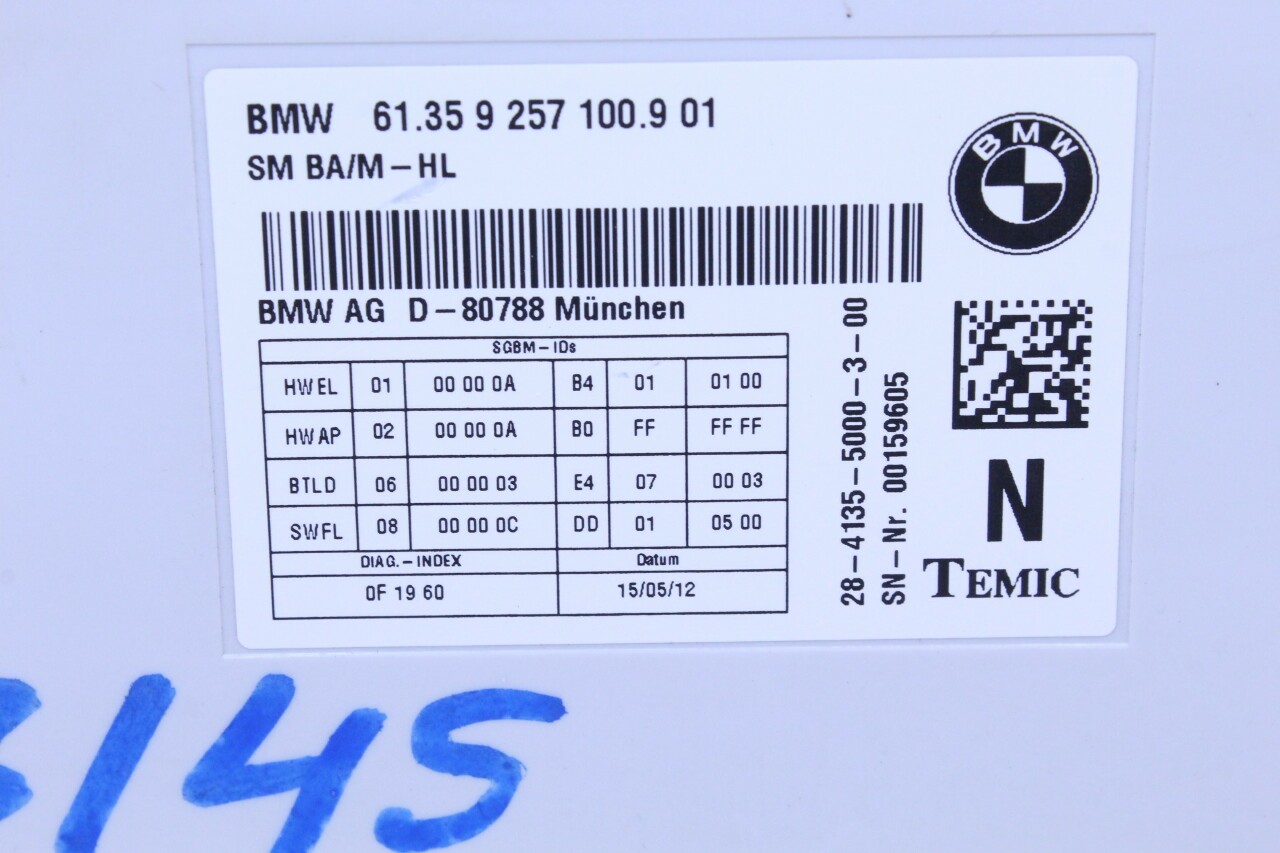 BMW 61.35 9 257 100.9 01
SM BA/M-HL
BMW
BMW AG D-80788 München
SGBM-IDs
HWEL 01 00 00 0A B4 01 01 00
HWAP 02 00 00 0A B0 FF FF FF
BTLD 06 00 00 03 E4 07 00 03
SWFL 08 00 00 0C DD 01 05 00
DIAG.-INDEX Datum
0F 19 60 15/05/12
28-4135-5000-3-00
SN-Nr. 00159605
N
TEMIC
145